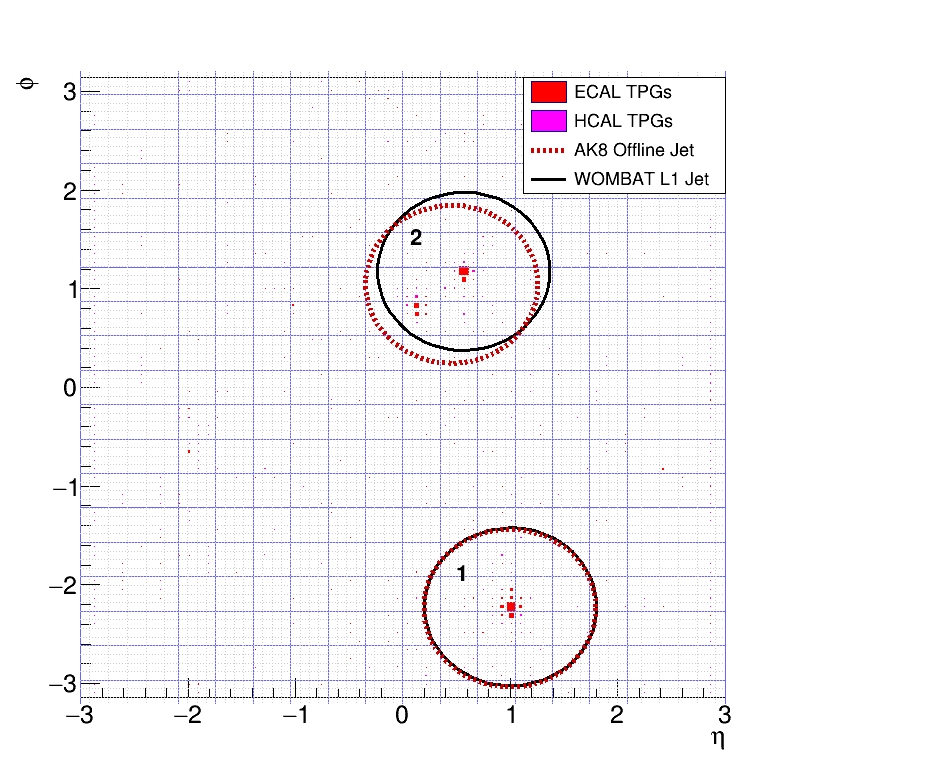 ϕ
3
2
1
0
−1
−2
−3
ECAL TPGs
HCAL TPGs
AK8 Offline Jet
WOMBAT L1 Jet
2
1
−3 −2 −1 0 1 2 3
η